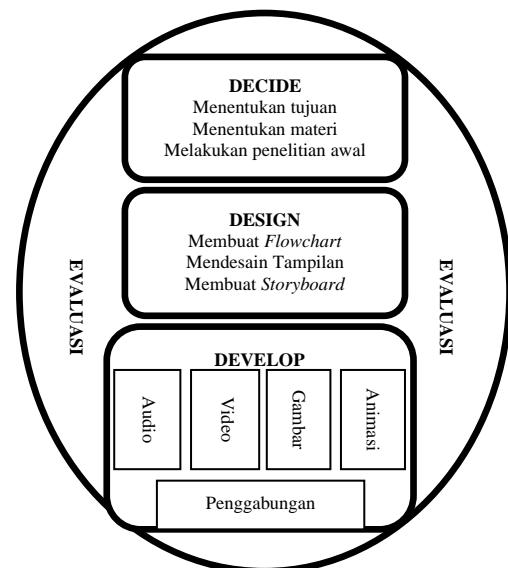 DECIDE
Menentukan tujuan
Menentukan materi
Melakukan penelitian awal
DESIGN
Membuat Flowchart
Mendesain Tampilan
Membuat Storyboard
EVALUASI
EVALUASI
DEVELOP
Audio
Video
Gambar
Animasi
Penggabungan